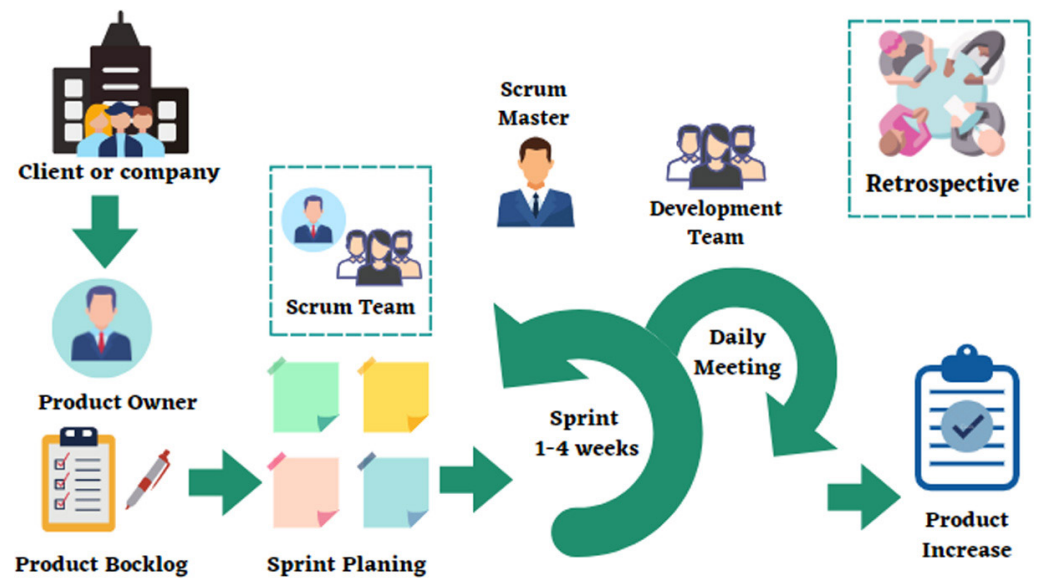 Client or company
Product Owner
Product Bocklog
Scrum Team
Sprint Planing
Scrum
Master
Development
Team
Sprint
1-4 weeks
Daily
Meeting
Retrospective
Product
Increase